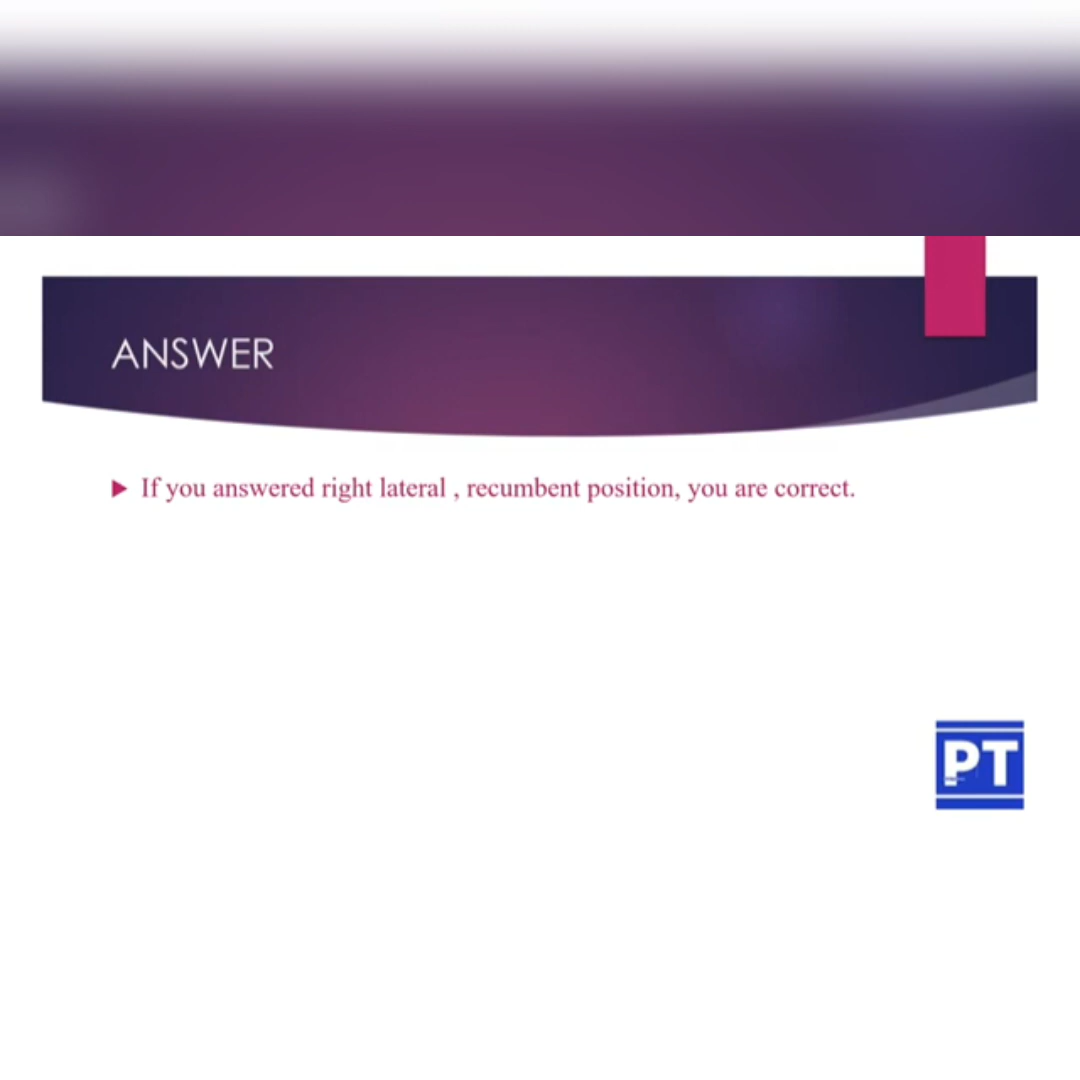 ANSWER
If you answered right lateral , recumbent position, you are correct.
PT